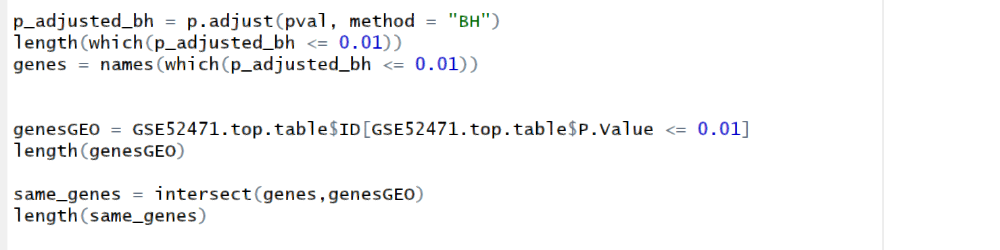 p_adjusted_bh = p.adjust(pval, method = "BH")
length(which(p_adjusted_bh <= 0.01))
genes = names(which(p_adjusted_bh <= 0.01))
genesGEO = GSE52471.top.table$ID[GSE52471.top.table$P.Value <= 0.01]
length(genesGEO)
same_genes = intersect(genes,genesGEO)
length(same_genes)